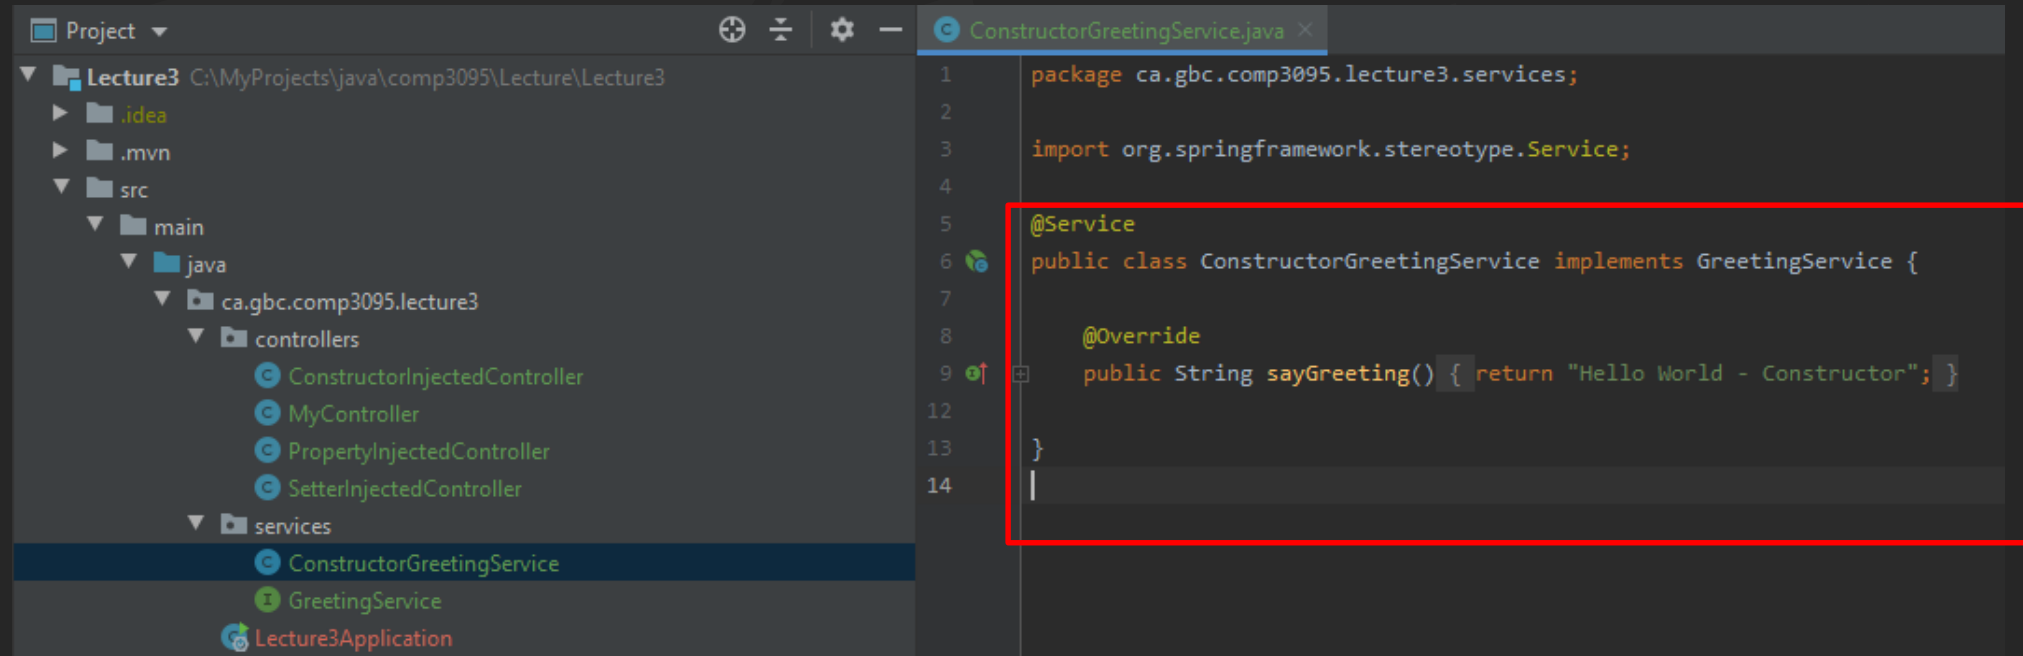 Project
Lecture3 C:\MyProjects\java\comp3095\Lecture\Lecture3
.idea
.mvn
src
main
java
ca.gbc.comp3095.lecture3
controllers
ConstructorInjectedController
MyController
PropertyInjectedController
SetterInjectedController
services
ConstructorGreetingService
GreetingService
Lecture3Application
ConstructorGreetingService.java
1 package ca.gbc.comp3095.lecture3.services;
2
3 import org.springframework.stereotype.Service;
4
5 @Service
6 public class ConstructorGreetingService implements GreetingService {
7
8 @Override
9 public String sayGreeting() { return "Hello World - Constructor"; }
12
13 }
14